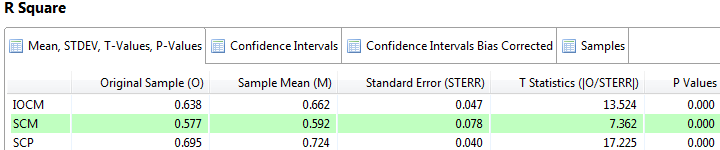 R Square
Mean, STDEV, T-Values, P-Values Confidence Intervals Confidence Intervals Bias Corrected Samples
Original Sample (O) Sample Mean (M) Standard Error (STERR) T Statistics (|O/STERR|) P Values
IOCM 0.638 0.662 0.047 13.524 0.000
SCM 0.577 0.592 0.078 7.362 0.000
SCP 0.695 0.724 0.040 17.225 0.000